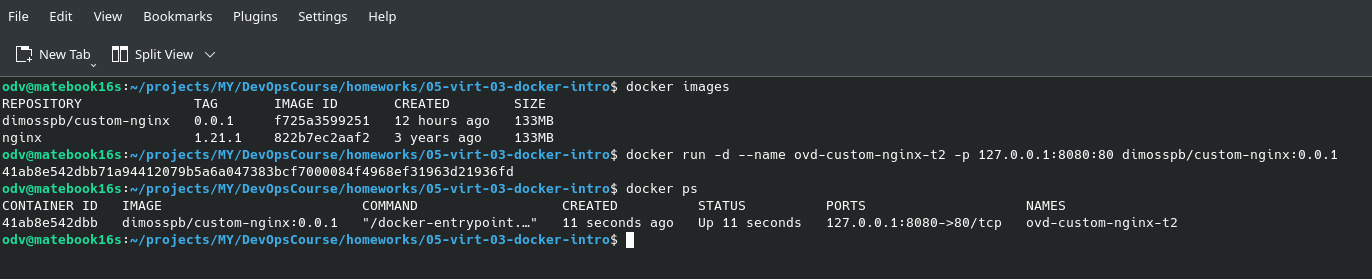 File Edit View Bookmarks Plugins Settings Help
New Tab Split View
odv@matebook16s:~/projects/MY/DevOpsCourse/homeworks/05-virt-03-docker-intro$ docker images
REPOSITORY TAG IMAGE ID CREATED SIZE
dimosspb/custom-nginx 0.0.1 f725a3599251 12 hours ago 133MB
nginx 1.21.1 822b7ec2aaf2 3 years ago 133MB
odv@matebook16s:~/projects/MY/DevOpsCourse/homeworks/05-virt-03-docker-intro$ docker run -d --name ovd-custom-nginx-t2 -p 127.0.0.1:8080:80 dimosspb/custom-nginx:0.0.1
41ab8e542dbb71a94412079b5a6a047383bcf7000084f4968ef31963d21936fd
odv@matebook16s:~/projects/MY/DevOpsCourse/homeworks/05-virt-03-docker-intro$ docker ps
CONTAINER ID IMAGE COMMAND CREATED STATUS PORTS NAMES
41ab8e542dbb dimosspb/custom-nginx:0.0.1 "/docker-entrypoint.…" 11 seconds ago Up 11 seconds 127.0.0.1:8080->80/tcp ovd-custom-nginx-t2
odv@matebook16s:~/projects/MY/DevOpsCourse/homeworks/05-virt-03-docker-intro$